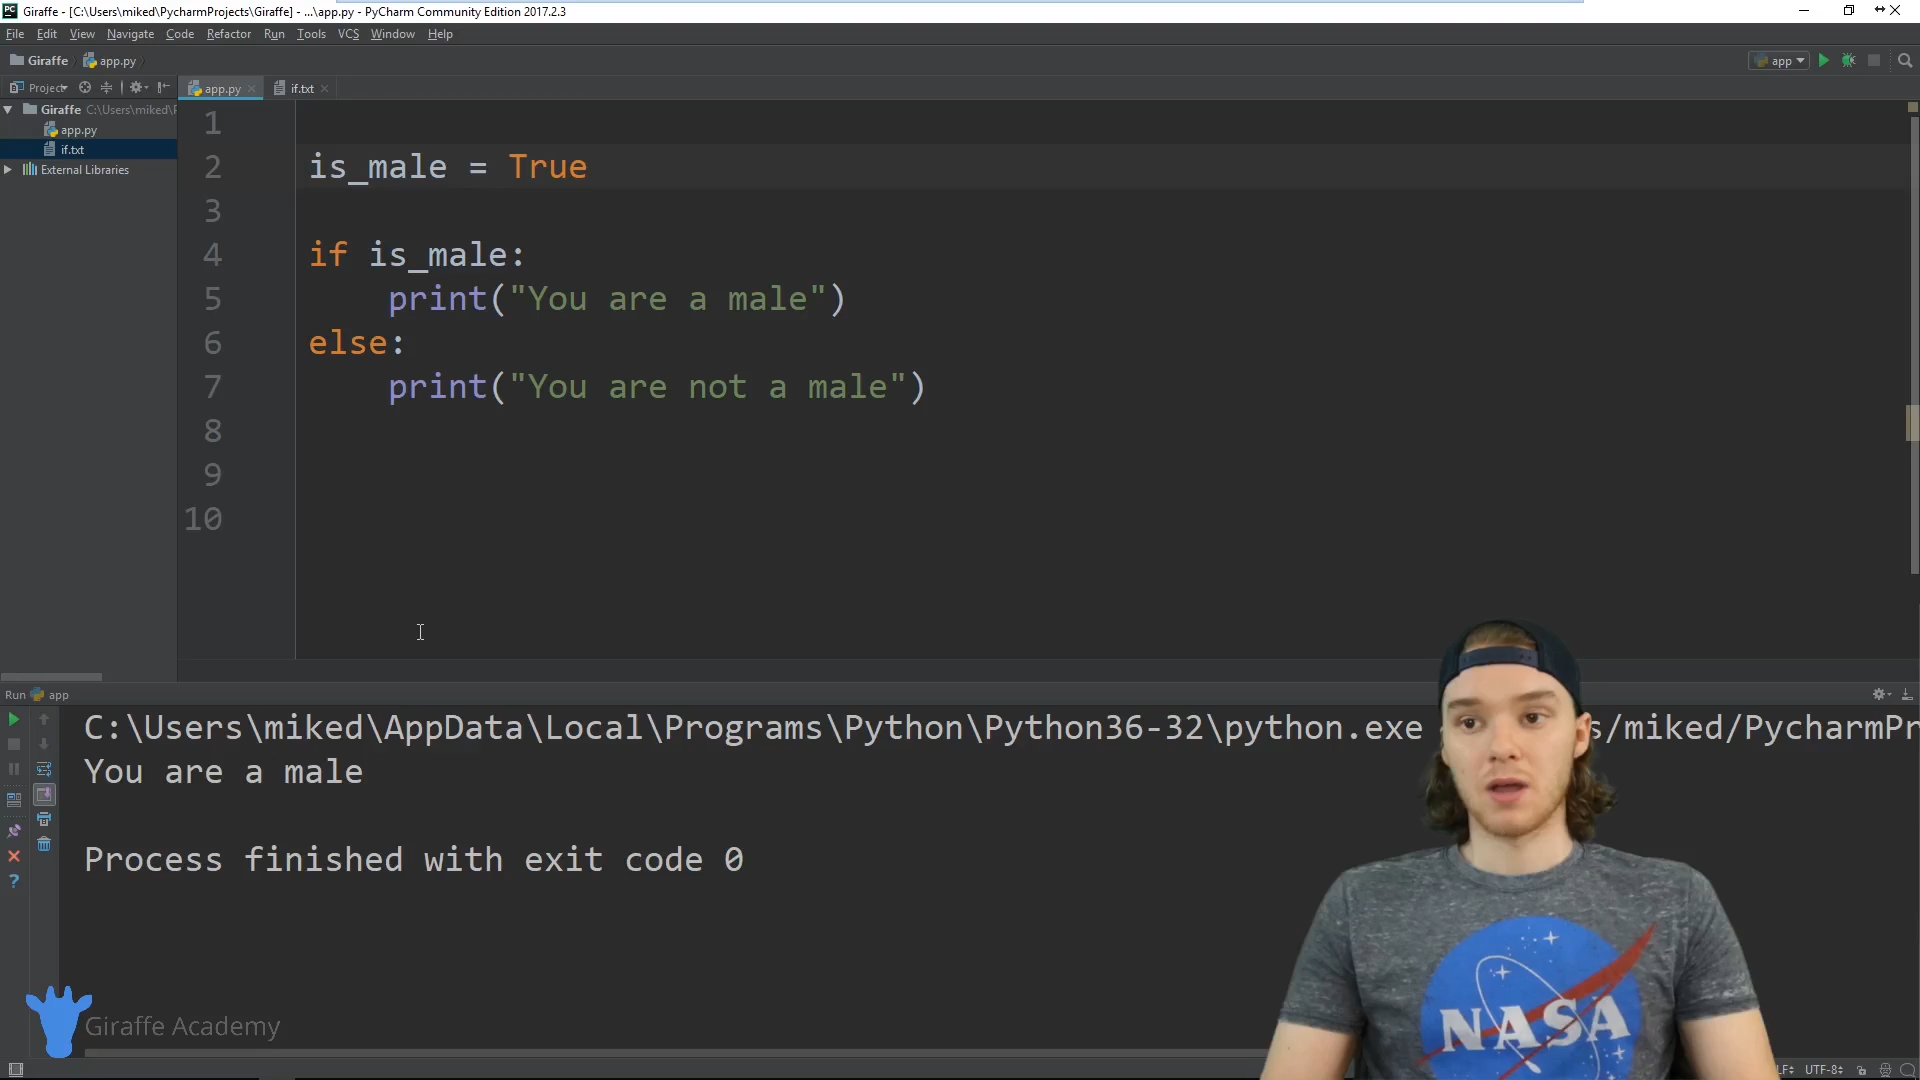 Giraffe - [C:\Users\miked\PycharmProjects\Giraffe] - ...\app.py - PyCharm Community Edition 2017.2.3
File Edit View Navigate Code Refactor Run Tools VCS Window Help
Giraffe app.py app
Project app.py if.txt
Giraffe C:\Users\miked\
app.py
if.txt
External Libraries
1
2 is_male = True
3
4 if is_male:
5 print("You are a male")
6 else:
7 print("You are not a male")
8
9
10
Run app
C:\Users\miked\AppData\Local\Programs\Python\Python36-32\python.exe s/miked/PycharmPr
You are a male
Process finished with exit code 0
Giraffe Academy
NASA
LF UTF-8